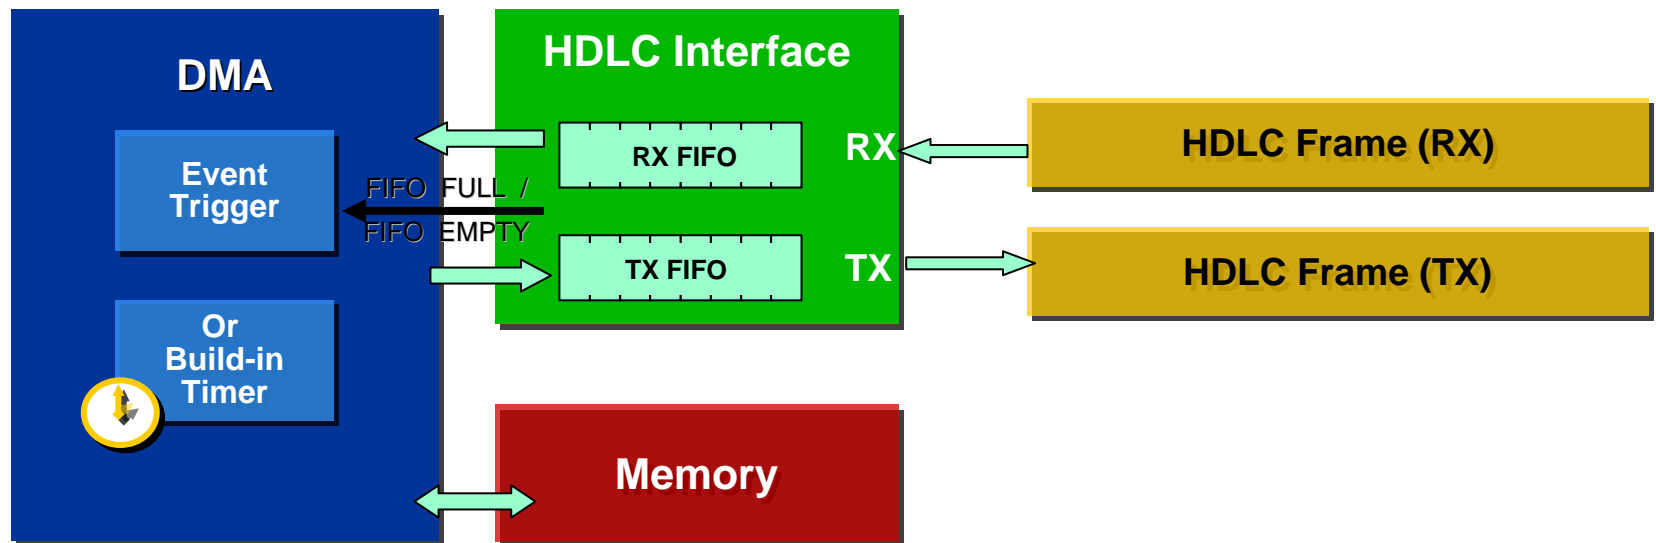 DMA
Event
Trigger
Or
Build-in
Timer
FIFO FULL /
FIFO EMPTY
HDLC Interface
RX FIFO
RX
TX FIFO
TX
HDLC Frame (RX)
HDLC Frame (TX)
Memory